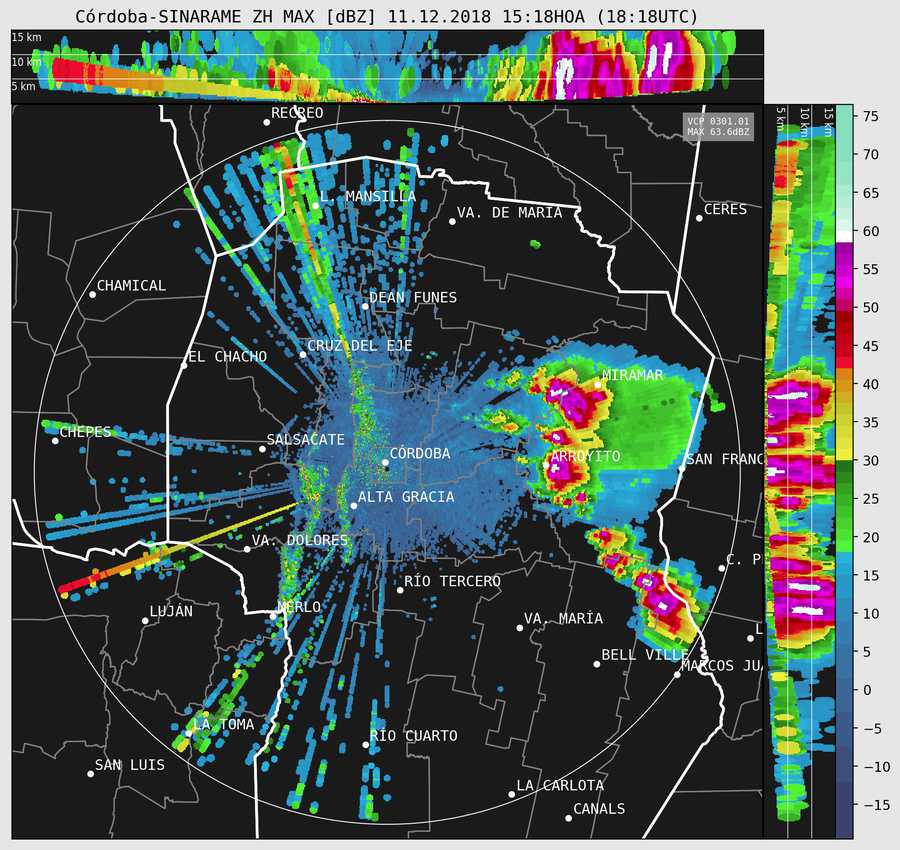 Córdoba-SINARAME ZH MAX [dBZ] 11.12.2018 15:18HOA (18:18UTC)
15 km
10 km
5 km
5 km
10 km
15 km
VCP 0301.01
MAX 63.6dBZ
RECREO
L. MANSILLA
VA. DE MARIA
CERES
CHAMICAL
DEAN FUNES
CRUZ DEL EJE
EL CHACHO
MIRAMAR
CHEPES
SALSACATE
CÓRDOBA
ARROYITO
SAN FRANC
ALTA GRACIA
VA. DOLORES
C. P
RÍO TERCERO
LUJÁN
MERLO
VA. MARÍA
L
BELL VILLE
MARCOS JUA
LA TOMA
RÍO CUARTO
SAN LUIS
LA CARLOTA
CANALS
75
70
65
60
55
50
45
40
35
30
25
20
15
10
5
0
−5
−10
−15